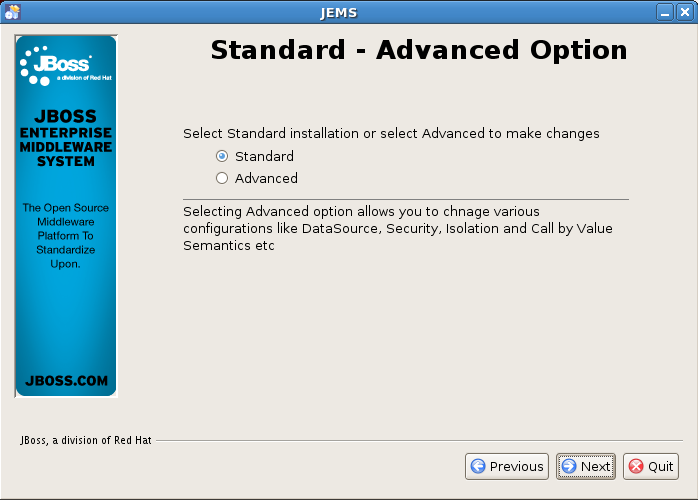 JEMS
JBoss
a division of Red Hat
JBOSS
ENTERPRISE
MIDDLEWARE
SYSTEM
The Open Source
Middleware
Platform To
Standardize
Upon.
JBOSS.COM
Standard - Advanced Option
Select Standard installation or select Advanced to make changes
Standard
Advanced
Selecting Advanced option allows you to chnage various
configurations like DataSource, Security, Isolation and Call by Value
Semantics etc
JBoss, a division of Red Hat
Previous
Next
Quit